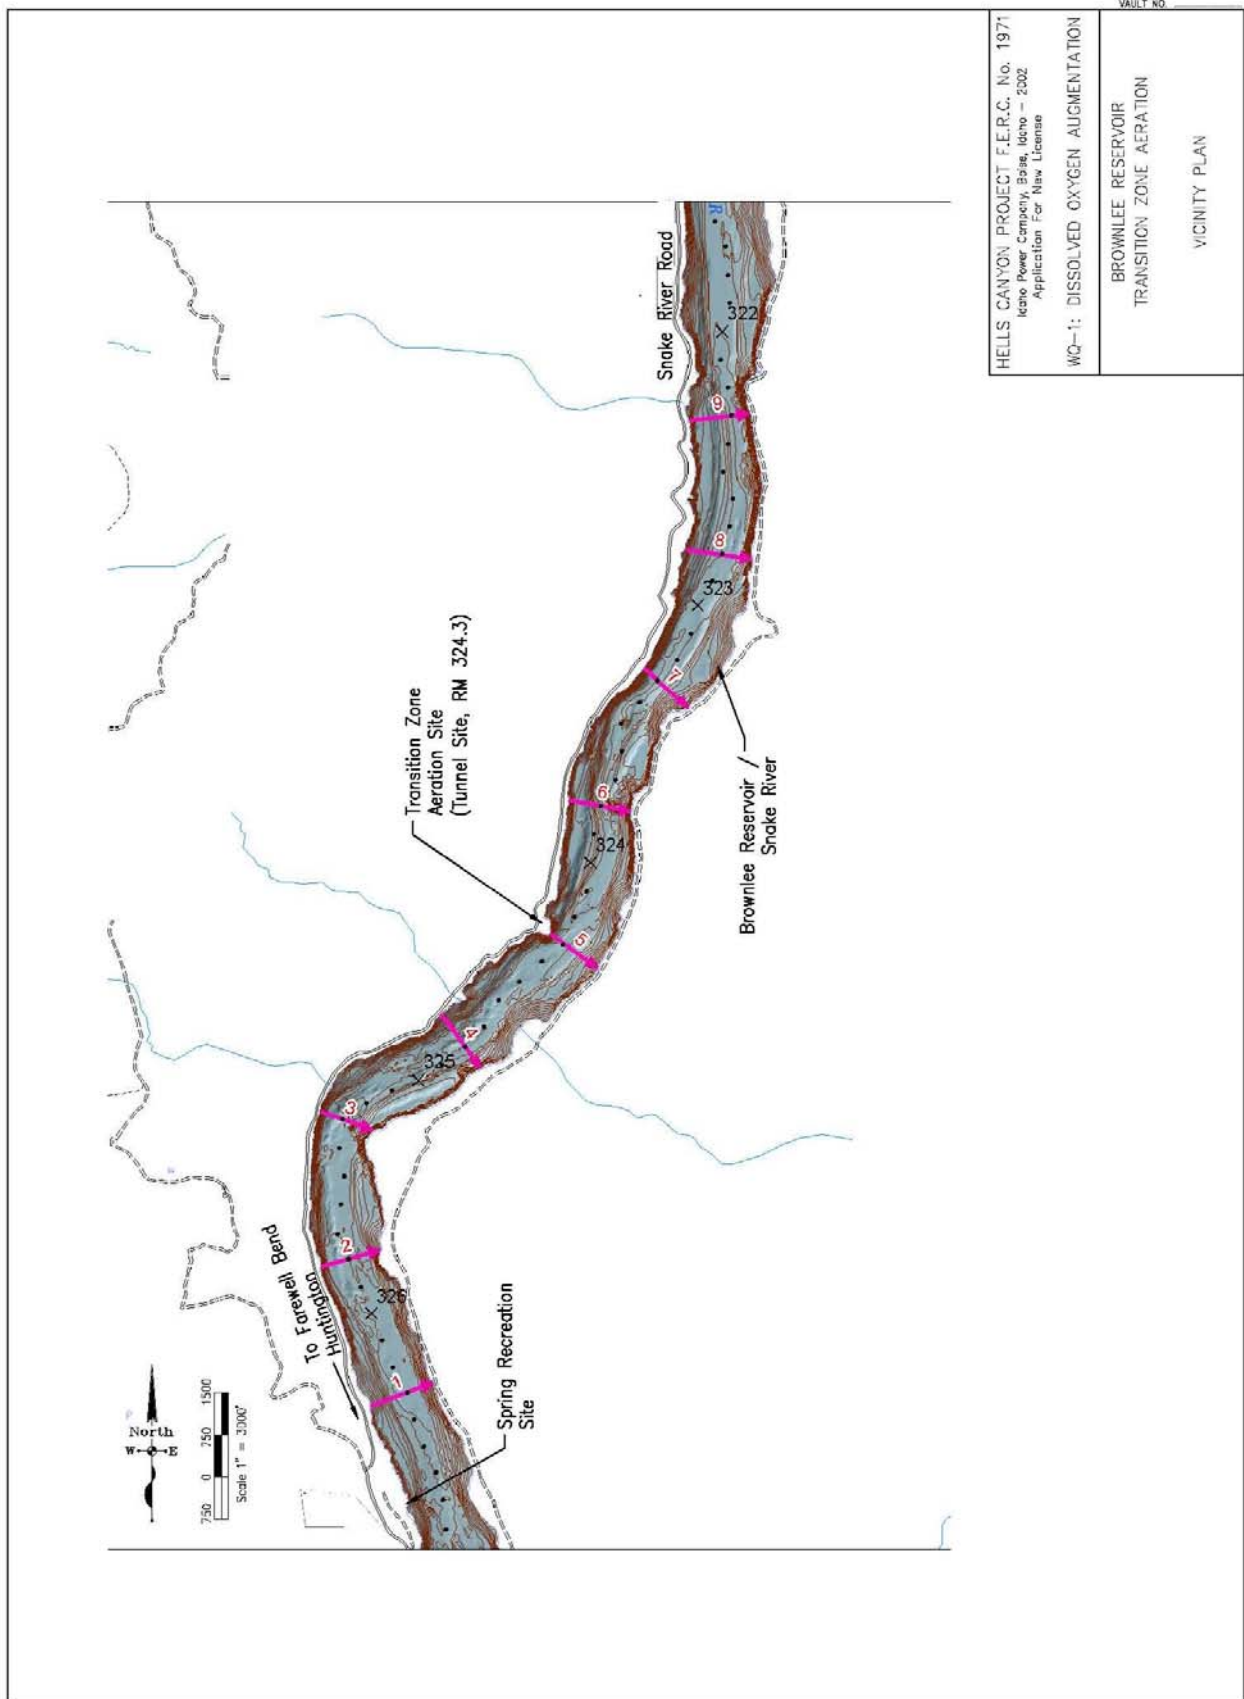 VAULT NO.
HELLS CANYON PROJECT F.E.R.C. No. 1971
Idaho Power Company, Boise, Idaho – 2002
Application For New License
WQ–1: DISSOLVED OXYGEN AUGMENTATION
BROWNLEE RESERVOIR
TRANSITION ZONE AERATION
VICINITY PLAN
North
W
E
750 0 750 1500
Scale 1" = 3000'
To Farewell Bend
Huntington
Spring Recreation
Site
Transition Zone
Aeration Site
(Tunnel Site, RM 324.3)
Brownlee Reservoir /
Snake River
Snake River Road
R
1
326
2
3
325
4
5
324
6
7
323
8
9
322